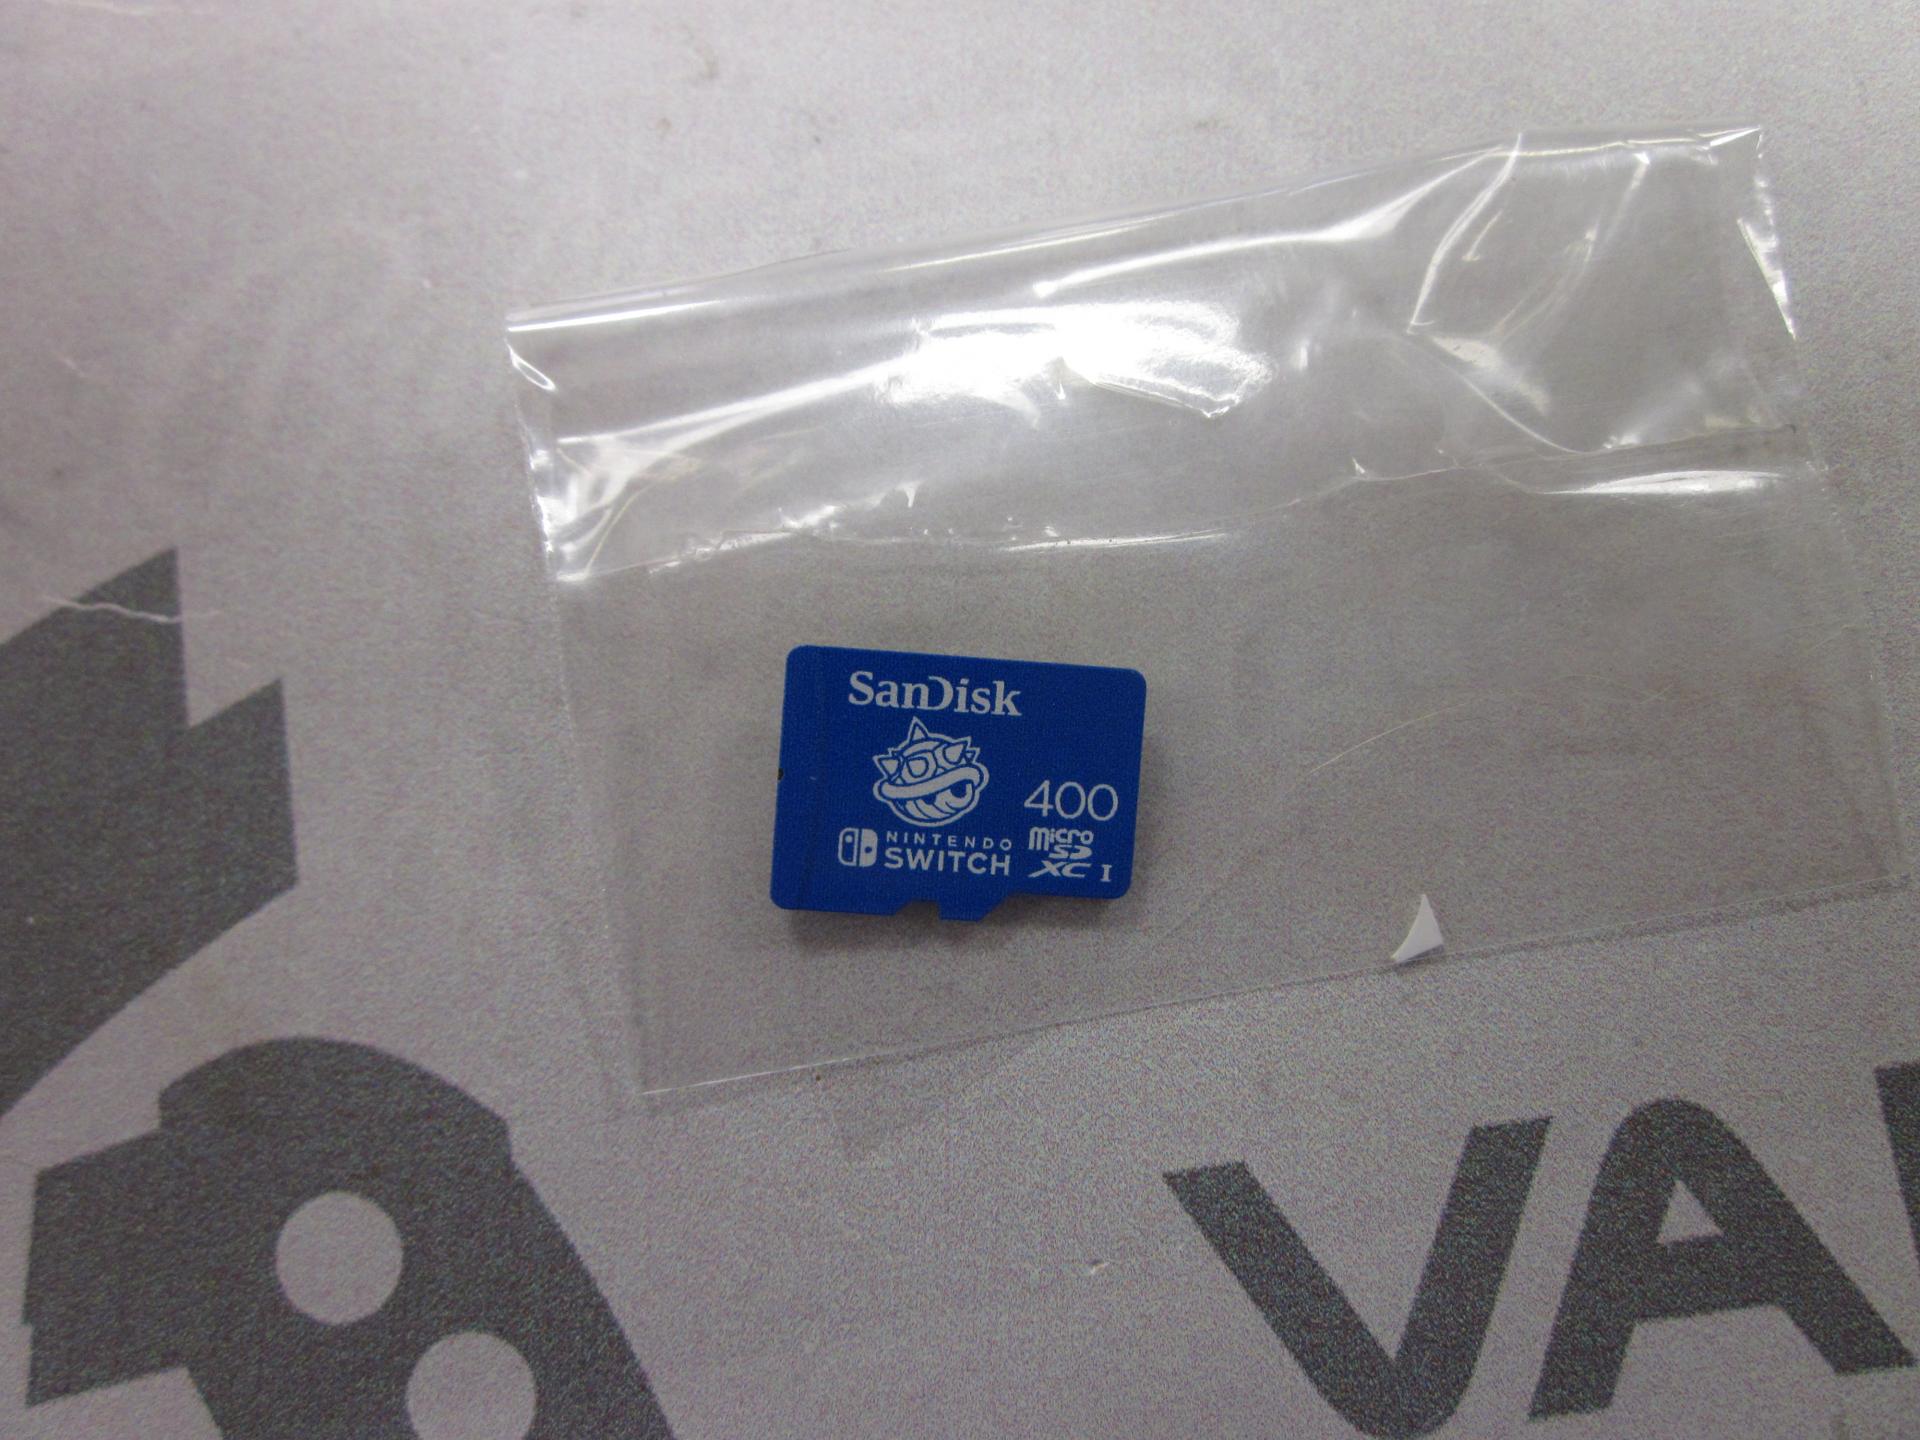 SanDisk
400
NINTENDO
SWITCH
micro
SD
XC I
VA